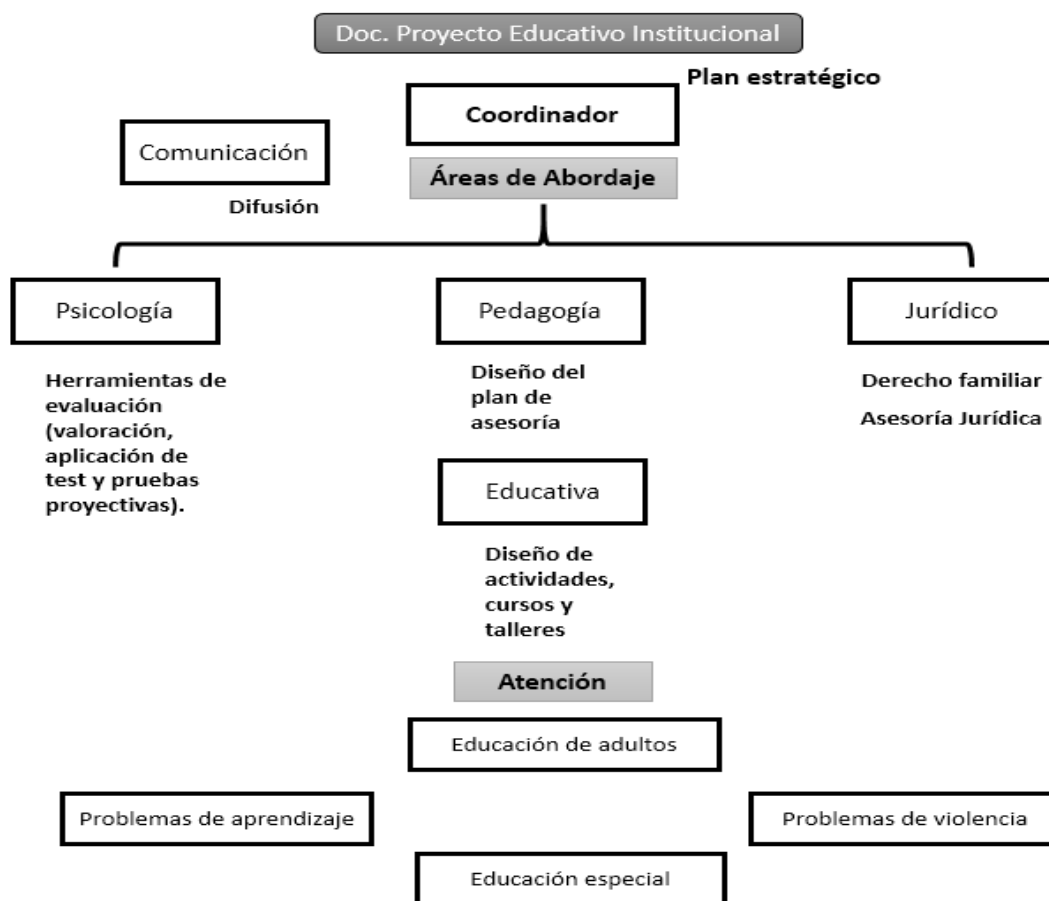 Doc. Proyecto Educativo Institucional
Plan estratégico
Coordinador
Comunicación
Áreas de Abordaje
Difusión
Psicología
Pedagogía
Jurídico
Herramientas de
evaluación
(valoración,
aplicación de
test y pruebas
proyectivas).
Diseño del
plan de
asesoría
Derecho familiar
Asesoría Jurídica
Educativa
Diseño de
actividades,
cursos y
talleres
Atención
Educación de adultos
Problemas de aprendizaje
Problemas de violencia
Educación especial